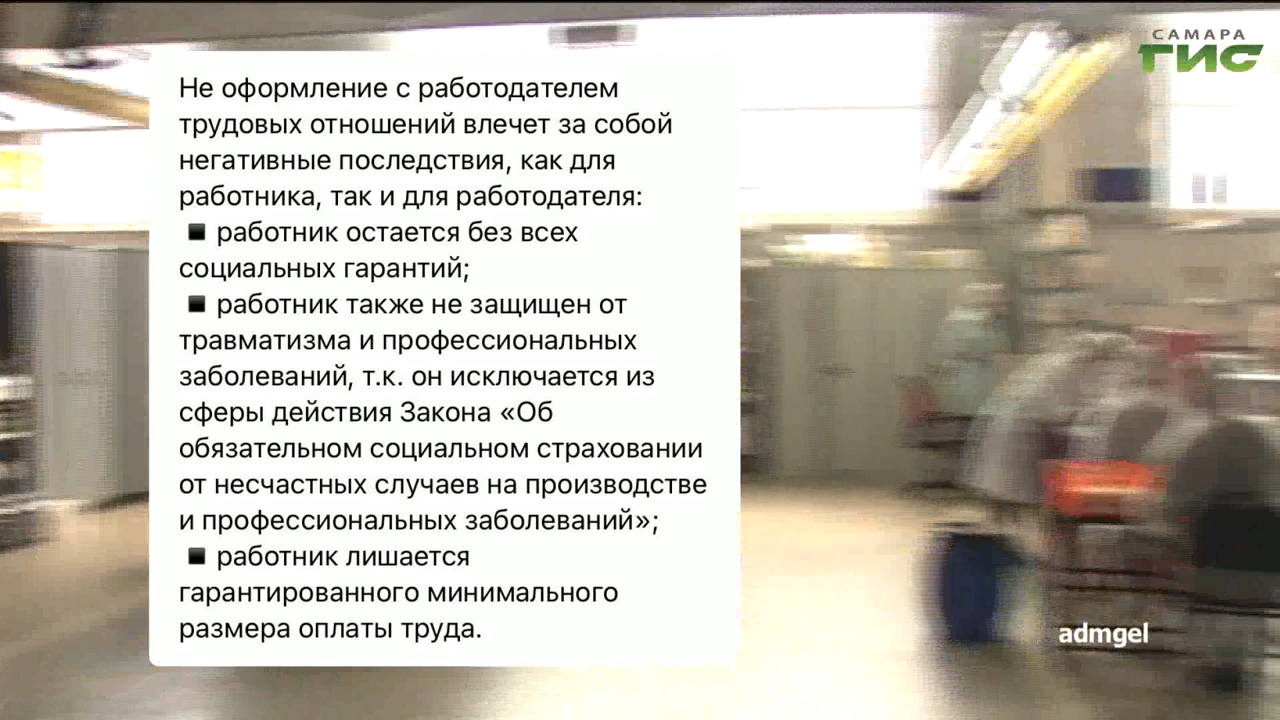 САМАРА
ГИС
Не оформление с работодателем
трудовых отношений влечет за собой
негативные последствия, как для
работника, так и для работодателя:
▪ работник остается без всех
социальных гарантий;
▪ работник также не защищен от
травматизма и профессиональных
заболеваний, т.к. он исключается из
сферы действия Закона «Об
обязательном социальном страховании
от несчастных случаев на производстве
и профессиональных заболеваний»;
▪ работник лишается
гарантированного минимального
размера оплаты труда.
admgel